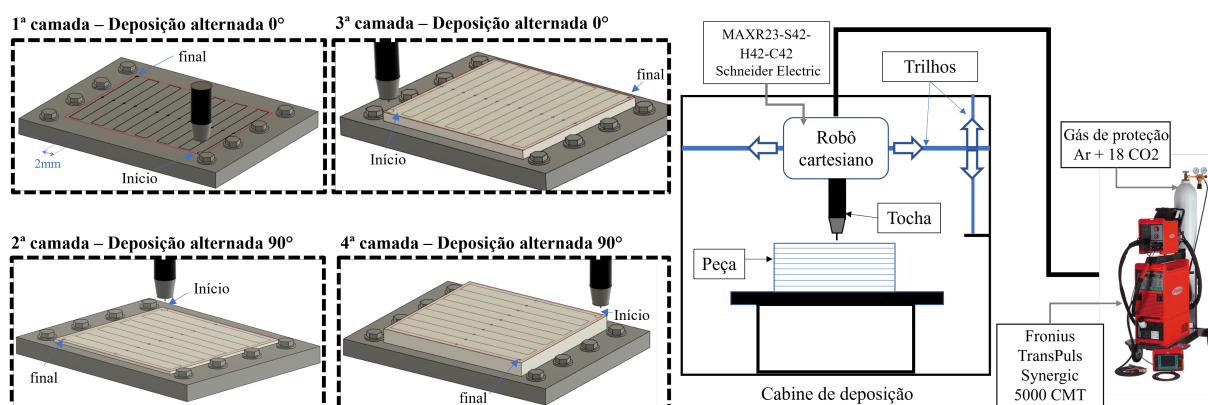 1ª camada – Deposição alternada 0°
final
2mm
Início
3ª camada – Deposição alternada 0°
final
Início
2ª camada – Deposição alternada 90°
Início
final
4ª camada – Deposição alternada 90°
Início
final
MAXR23-S42-
H42-C42
Schneider Electric
Trilhos
Robô
cartesiano
Tocha
Peça
Cabine de deposição
Gás de proteção
Ar + 18 CO2
Fronius
TransPuls
Synergic
5000 CMT